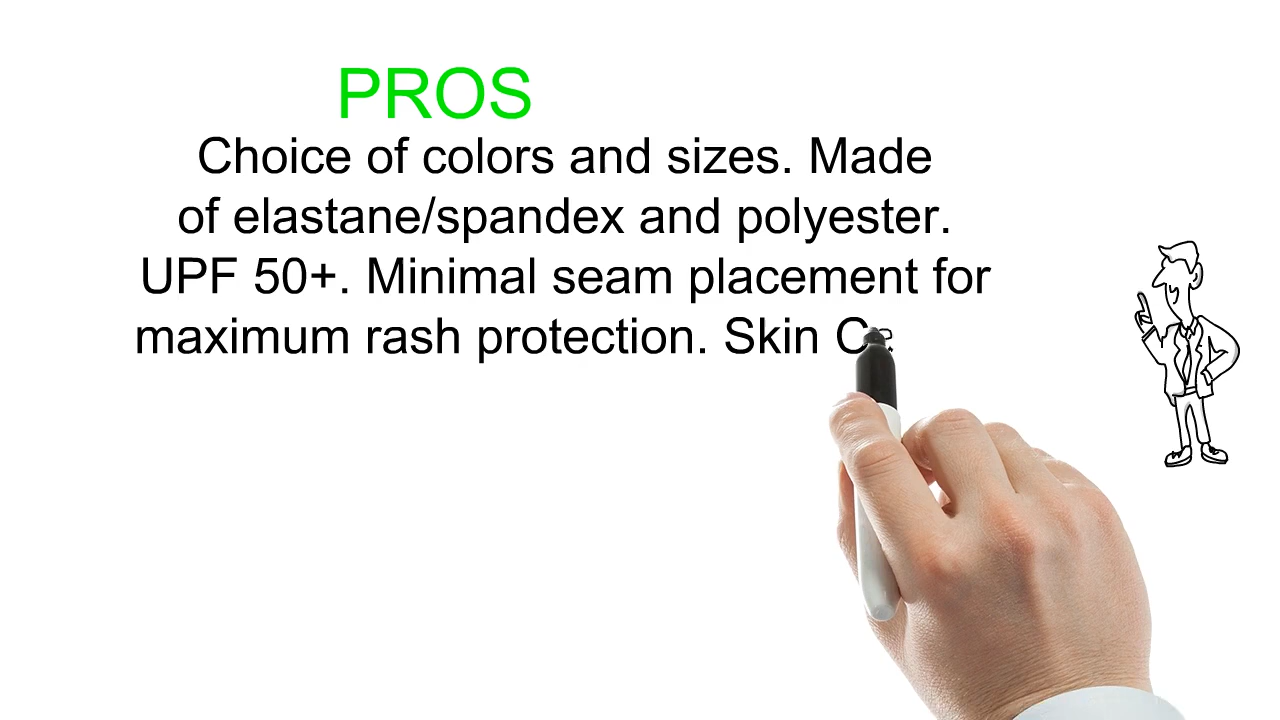 PROS
Choice of colors and sizes. Made
of elastane/spandex and polyester.
UPF 50+. Minimal seam placement for
maximum rash protection. Skin